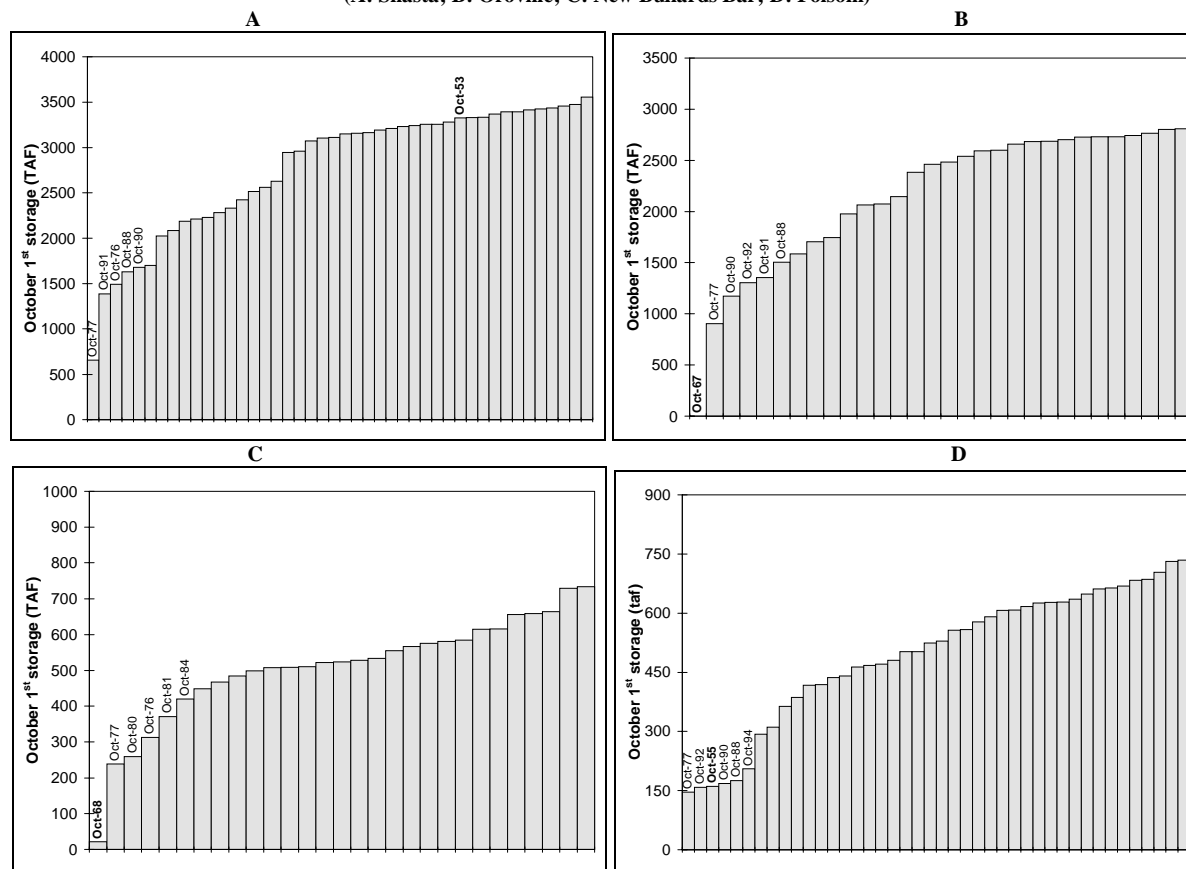 (A: Shasta; B: Oroville; C: New Bullards Bar; D: Folsom)
A
October 1st storage (TAF)
4000
3500
3000
2500
2000
1500
1000
500
0
Oct-77
Oct-91
Oct-76
Oct-88
Oct-90
Oct-53
B
October 1st storage (TAF)
3500
3000
2500
2000
1500
1000
500
0
Oct-67
Oct-77
Oct-90
Oct-92
Oct-91
Oct-88
C
October 1st storage (TAF)
1000
900
800
700
600
500
400
300
200
100
0
Oct-68
Oct-77
Oct-80
Oct-76
Oct-81
Oct-84
D
October 1st storage (taf)
900
750
600
450
300
150
0
Oct-77
Oct-92
Oct-55
Oct-90
Oct-88
Oct-94